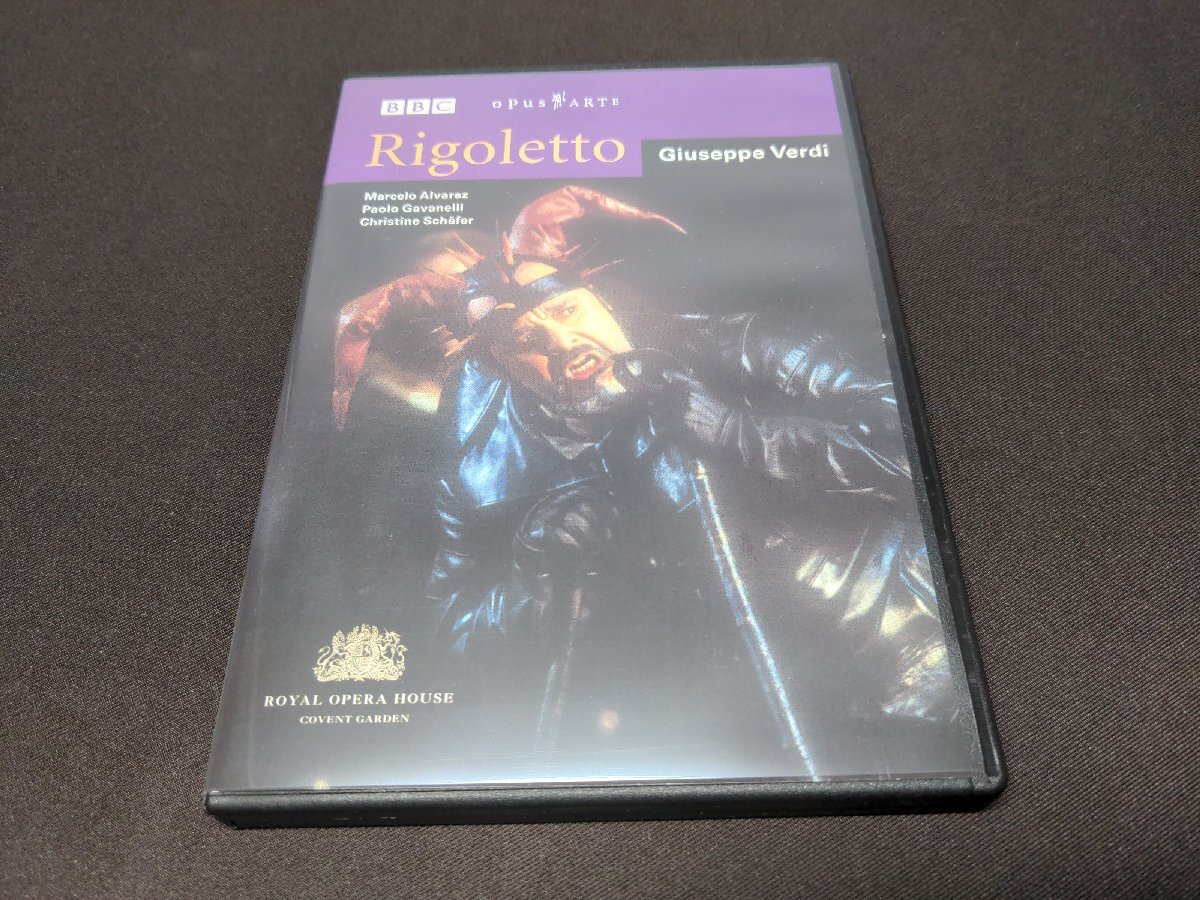 BBC OPUS ARTE
Rigoletto
Giuseppe Verdi
Marcelo Alvarez
Paolo Gavanelli
Christine Schäfer
ROYAL OPERA HOUSE
COVENT GARDEN